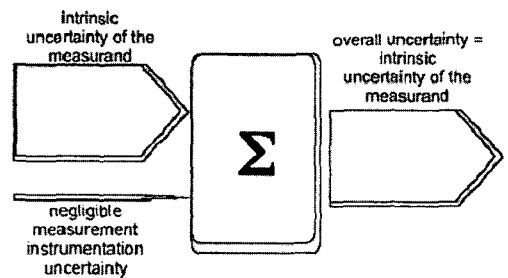 intrinsic
uncertainty of the
measurand
overall uncertainty =
intrinsic
uncertainty of the
measurand
Σ
negligible
measurement
instrumentation
uncertainty